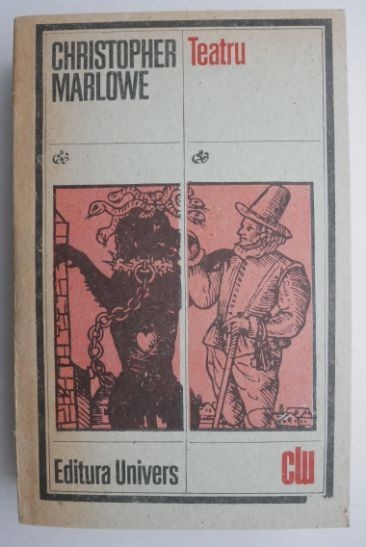 CHRISTOPHER
MARLOWE
Teatru
Editura Univers
clu